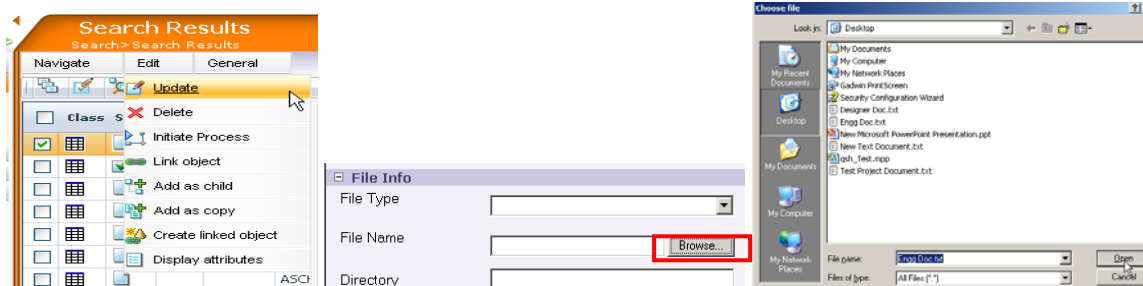 Search Results
Search>Search Results
Navigate Edit General
Update
Class S
Delete
Initiate Process
Link object
Add as child
Add as copy
Create linked object
Display attributes
ASCI
File Info
File Type
File Name
Browse...
Directory
Choose file
Look in: Desktop
My Recent Documents
Desktop
My Documents
My Computer
My Network Places
My Documents
My Computer
My Network Places
Gadwin PrintScreen
Security Configuration Wizard
Designer Doc.txt
Engg Doc.txt
New Microsoft PowerPoint Presentation.ppt
New Text Document.txt
qsh_Test.mpp
Test Project Document.txt
File name: Engg Doc.txt Open
Files of type: All Files (*.*) Cancel